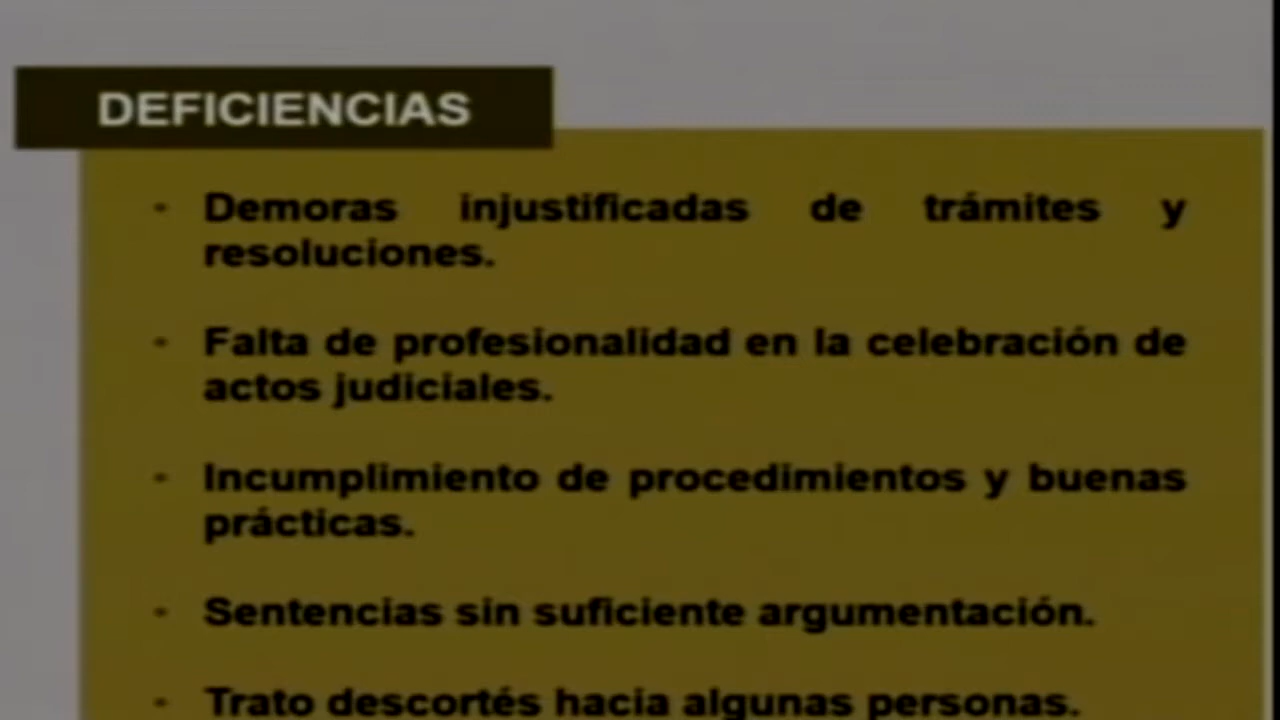 DEFICIENCIAS
- Demoras injustificadas de trámites y
resoluciones.
- Falta de profesionalidad en la celebración de
actos judiciales.
- Incumplimiento de procedimientos y buenas
prácticas.
- Sentencias sin suficiente argumentación.
- Trato descortés hacia algunas personas.